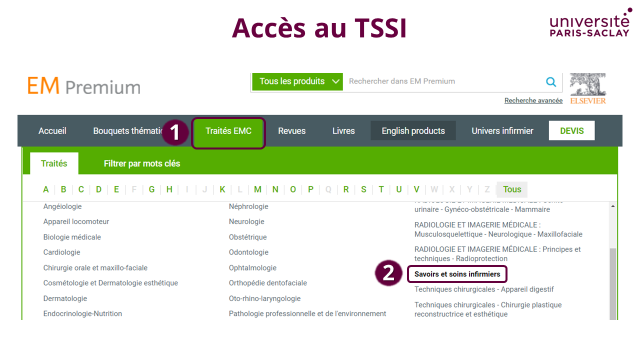 Accès au TSSI
université
PARIS-SACLAY
EM Premium
Tous les produits
Rechercher dans EM Premium
Recherche avancée
ELSEVIER
Accueil
Bouquets thémati
1
Traités EMC
Revues
Livres
English products
Univers infirmier
DEVIS
Traités
Filtrer par mots clés
A B C D E F G H I J K L M N O P Q R S T U V W X Y Z Tous
Angéiologie
Appareil locomoteur
Biologie médicale
Cardiologie
Chirurgie orale et maxillo-faciale
Cosmétologie et Dermatologie esthétique
Dermatologie
Endocrinologie-Nutrition
Néphrologie
Neurologie
Obstétrique
Odontologie
Ophtalmologie
Orthopédie dentofaciale
Oto-rhino-laryngologie
Pathologie professionnelle et de l'environnement
urinaire - Gynéco-obstétricale - Mammaire
RADIOLOGIE ET IMAGERIE MÉDICALE :
Musculosquelettique - Neurologique - Maxillofaciale
RADIOLOGIE ET IMAGERIE MÉDICALE : Principes et
techniques - Radioprotection
2
Savoirs et soins infirmiers
Techniques chirurgicales - Appareil digestif
Techniques chirurgicales - Chirurgie plastique
reconstructrice et esthétique